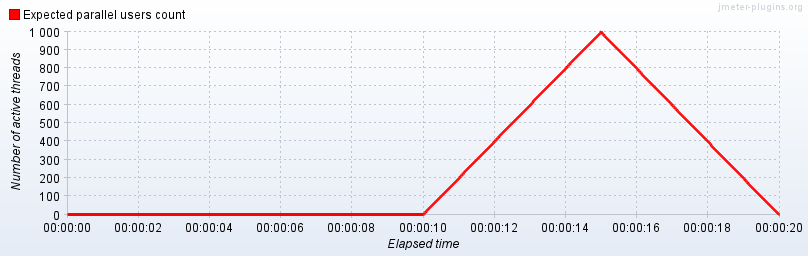 jmeter-plugins.org
Expected parallel users count
Number of active threads
1 000
900
800
700
600
500
400
300
200
100
0
00:00:00 00:00:02 00:00:04 00:00:06 00:00:08 00:00:10 00:00:12 00:00:14 00:00:16 00:00:18 00:00:20
Elapsed time